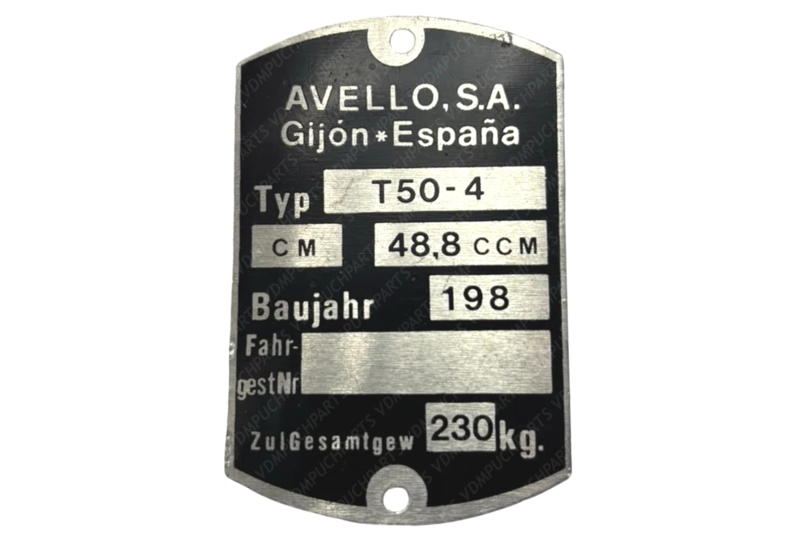 AVELLO, S.A.
Gijón * España
Typ T50-4
CM 48,8 CCM
Baujahr 198
Fahr-
gestNr
ZulGesamtgew 230 kg.